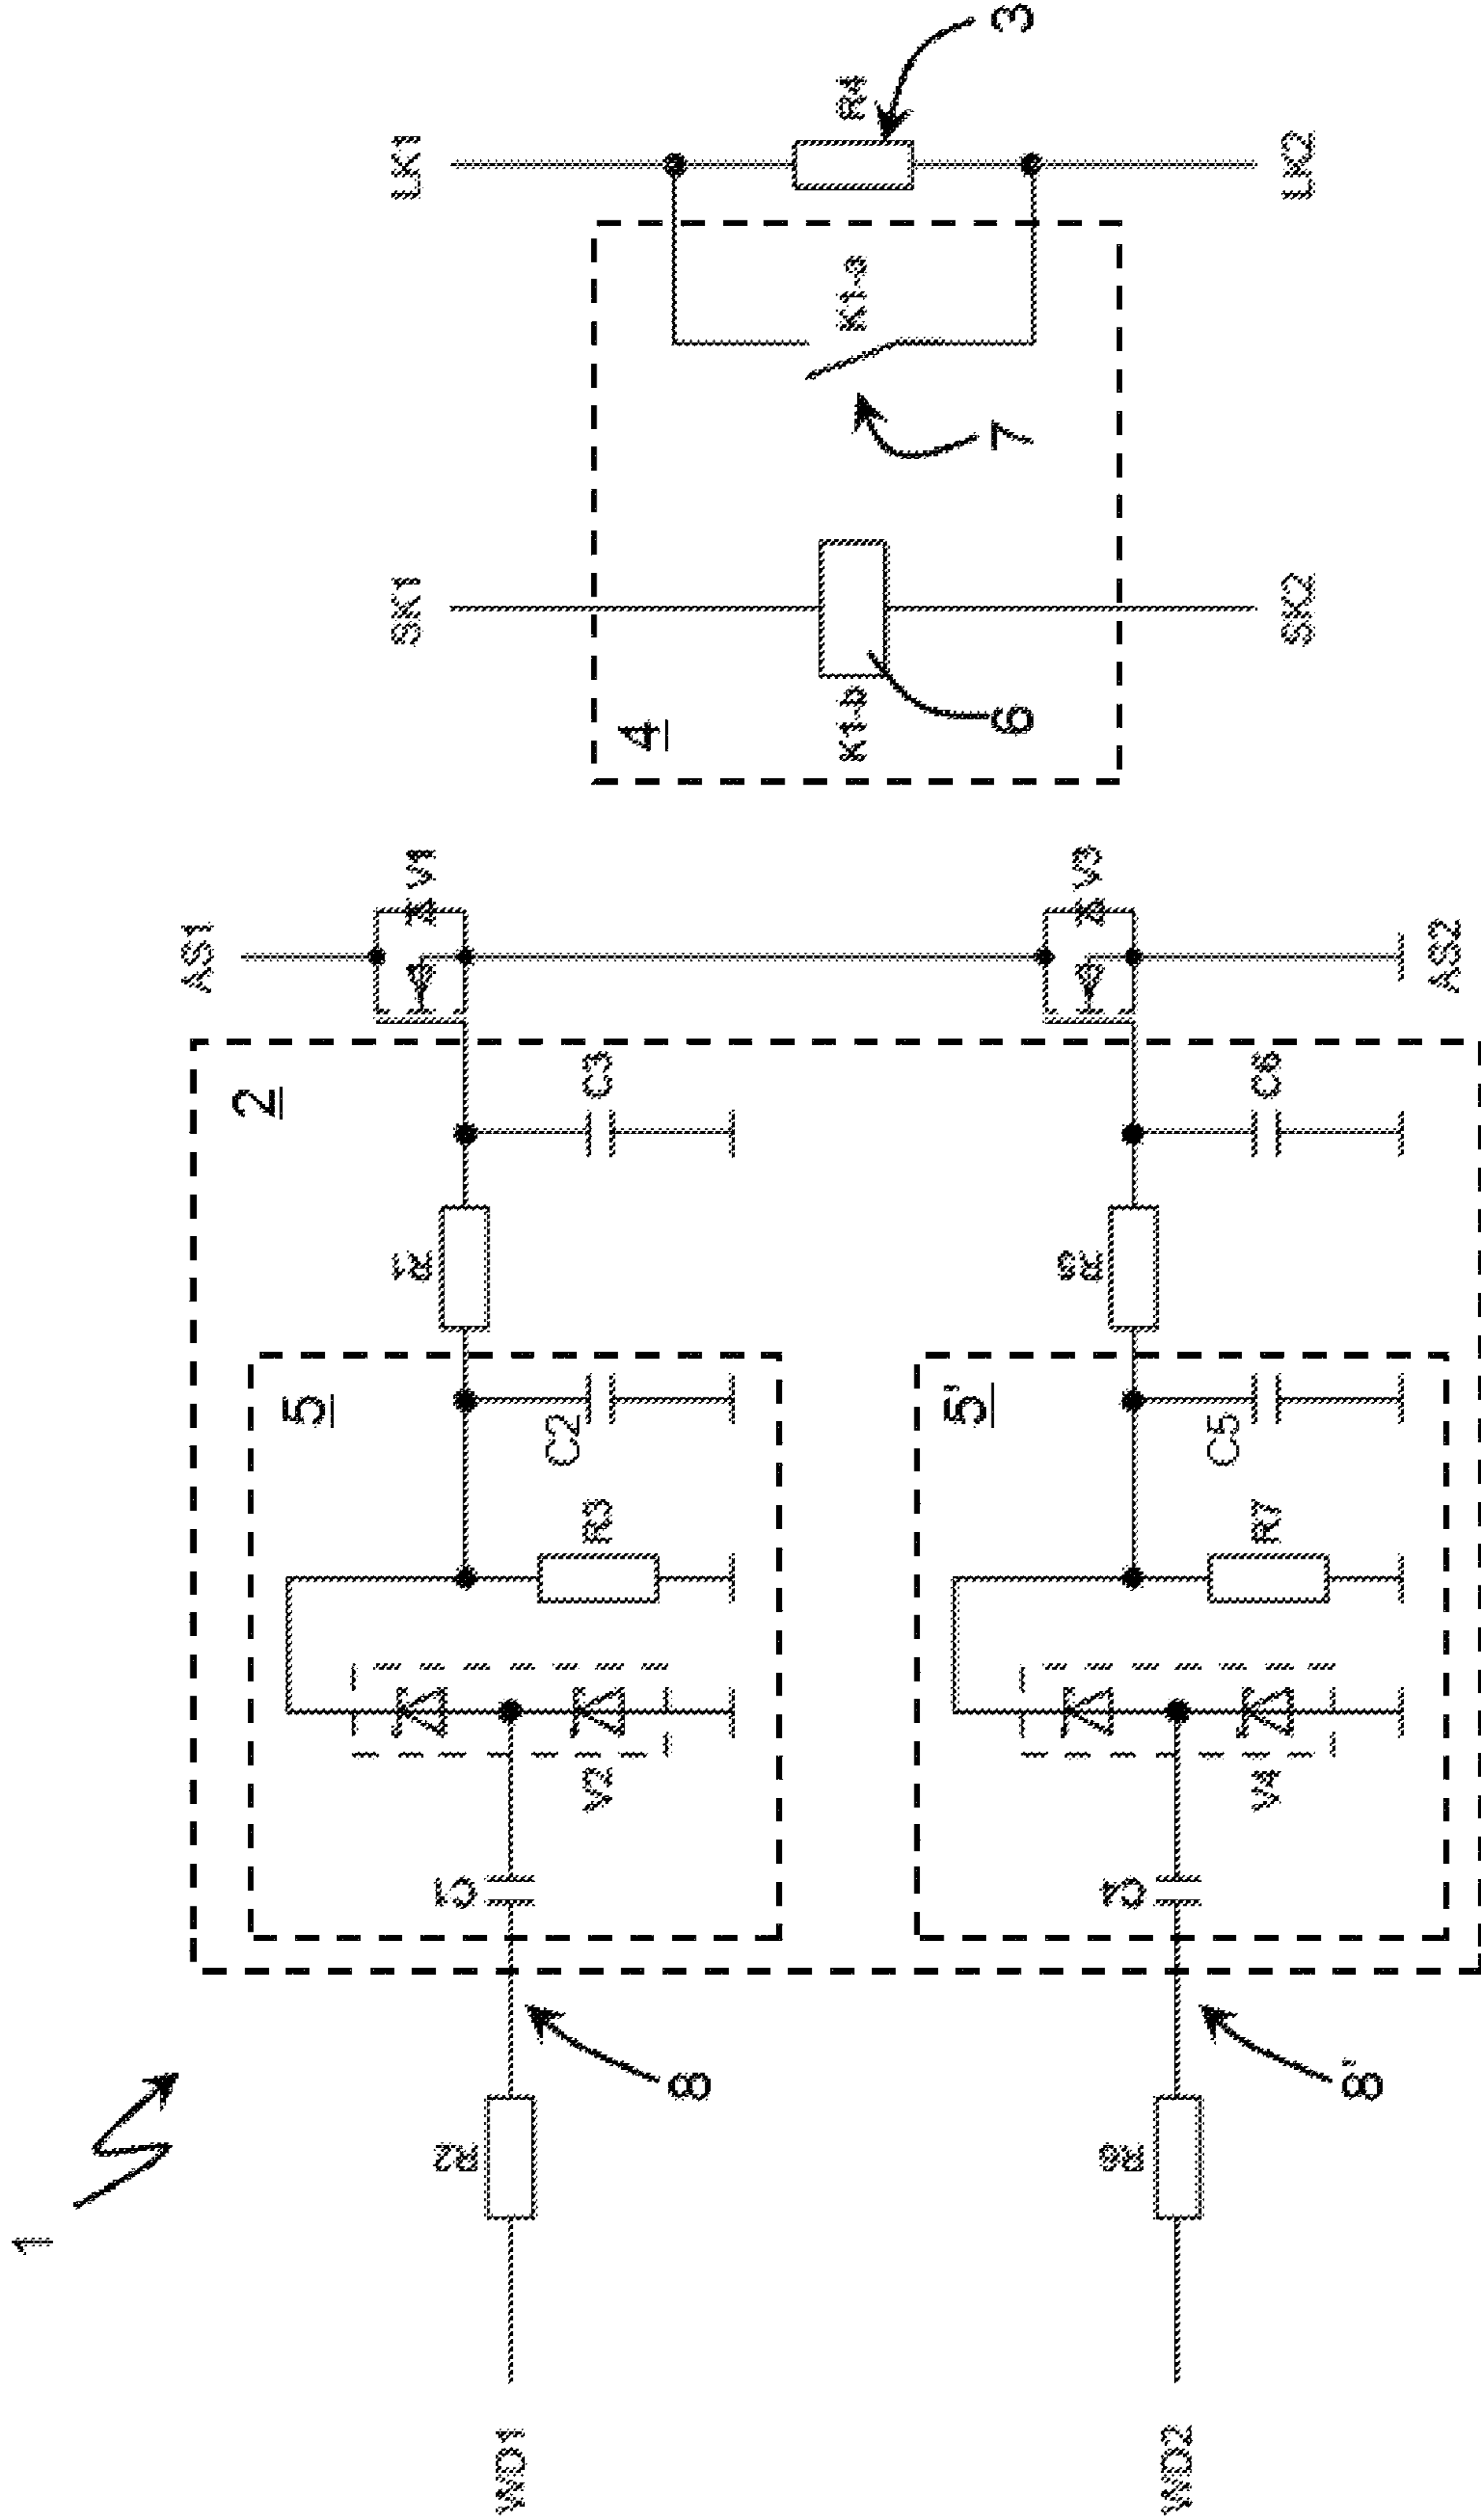 1
AS1
2
5
SK1
LK1
R1
V1
R2
C1
WD1
C2
V2
R3
C3
4
8
K1-b
K1-a
R4
6
7
3
5'
R5
V3
R6
C4
WD2
C5
V4
R7
C6
SK2
LK2
8'
AS2